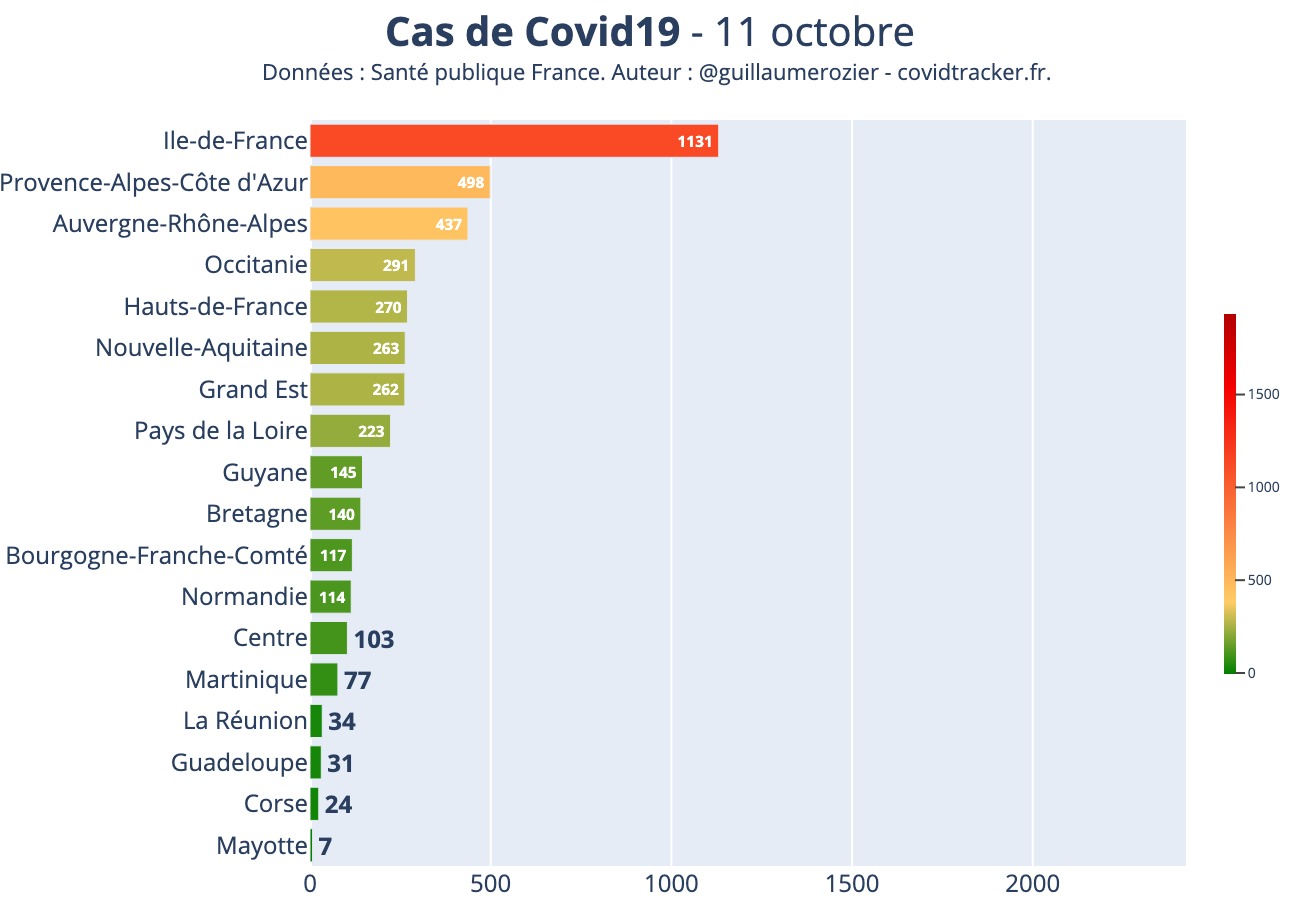 Cas de Covid19 - 11 octobre
Données : Santé publique France. Auteur : @guillaumerozier - covidtracker.fr.
Ile-de-France 1131
Provence-Alpes-Côte d'Azur 498
Auvergne-Rhône-Alpes 437
Occitanie 291
Hauts-de-France 270
Nouvelle-Aquitaine 263
Grand Est 262
Pays de la Loire 223
Guyane 145
Bretagne 140
Bourgogne-Franche-Comté 117
Normandie 114
Centre 103
Martinique 77
La Réunion 34
Guadeloupe 31
Corse 24
Mayotte 7
0 500 1000 1500 2000
1500
1000
500
0